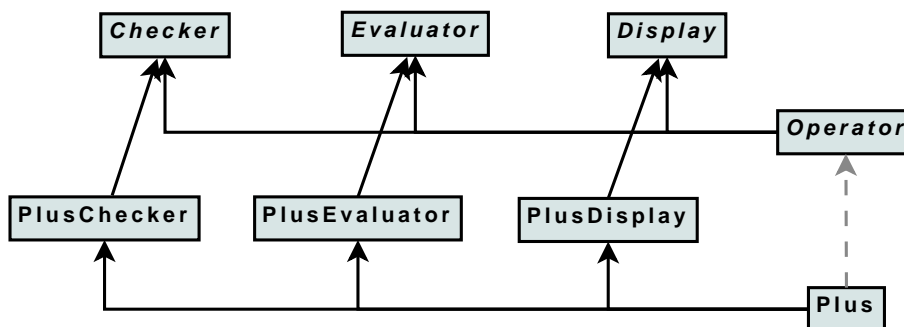 Checker
Evaluator
Display
Operator
PlusChecker
PlusEvaluator
PlusDisplay
Plus